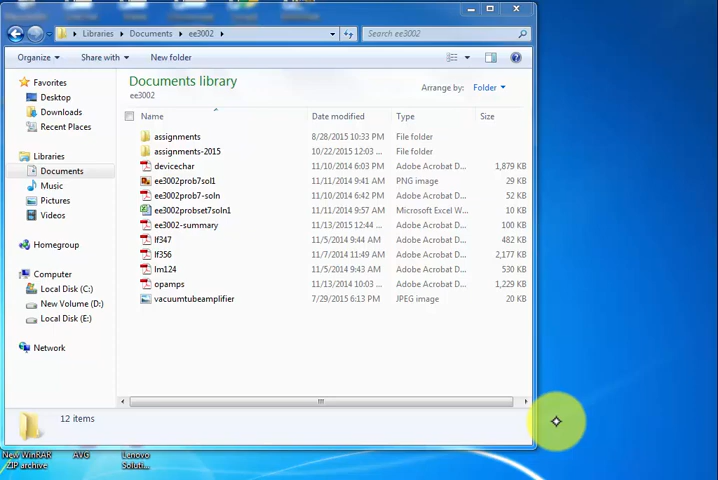 Libraries Documents ee3002
Search ee3002
Organize Share with New folder
Favorites
Desktop
Downloads
Recent Places
Libraries
Documents
Music
Pictures
Videos
Homegroup
Computer
Local Disk (C:)
New Volume (D:)
Local Disk (E:)
Network
Documents library
ee3002
Arrange by: Folder
Name Date modified Type Size
assignments 8/28/2015 10:33 PM File folder
assignments-2015 10/22/2015 12:03 ... File folder
devicechar 11/10/2014 6:03 PM Adobe Acrobat D... 1,879 KB
ee3002prob7sol1 11/11/2014 9:41 AM PNG image 29 KB
ee3002prob7-soln 11/10/2014 6:42 PM Adobe Acrobat D... 52 KB
ee3002probset7soln1 11/11/2014 9:57 AM Microsoft Excel W... 10 KB
ee3002-summary 11/13/2015 12:44 ... Adobe Acrobat D... 100 KB
lf347 11/5/2014 9:44 AM Adobe Acrobat D... 482 KB
lf356 11/7/2014 11:49 AM Adobe Acrobat D... 2,177 KB
lm124 11/5/2014 9:43 AM Adobe Acrobat D... 530 KB
opamps 11/13/2014 10:03 ... Adobe Acrobat D... 1,229 KB
vacuumtubeamplifier 7/29/2015 6:13 PM JPEG image 20 KB
12 items
New WinRAR
ZIP archive
AVG
Lenovo
Soluti...